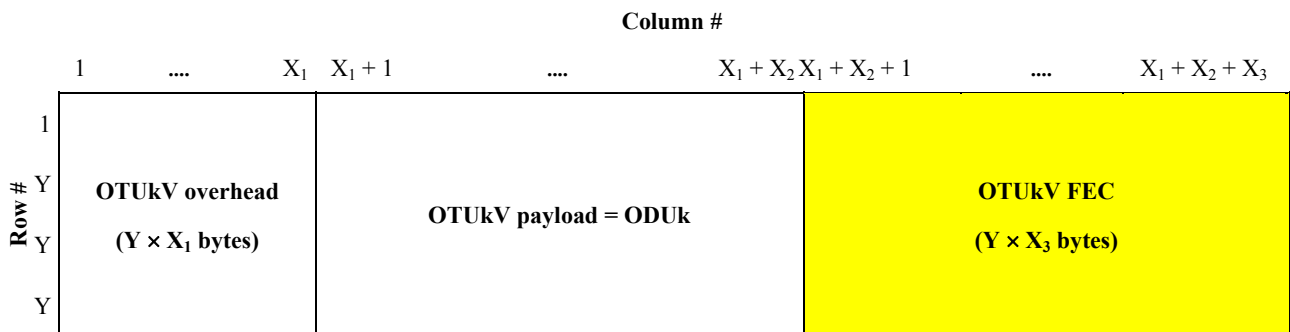 Column #
1 .... X₁ X₁ + 1 .... X₁ + X₂ X₁ + X₂ + 1 .... X₁ + X₂ + X₃
Row #
1
Y
Y
Y
OTUkV overhead
(Y × X₁ bytes)
OTUkV payload = ODUk
OTUkV FEC
(Y × X₃ bytes)